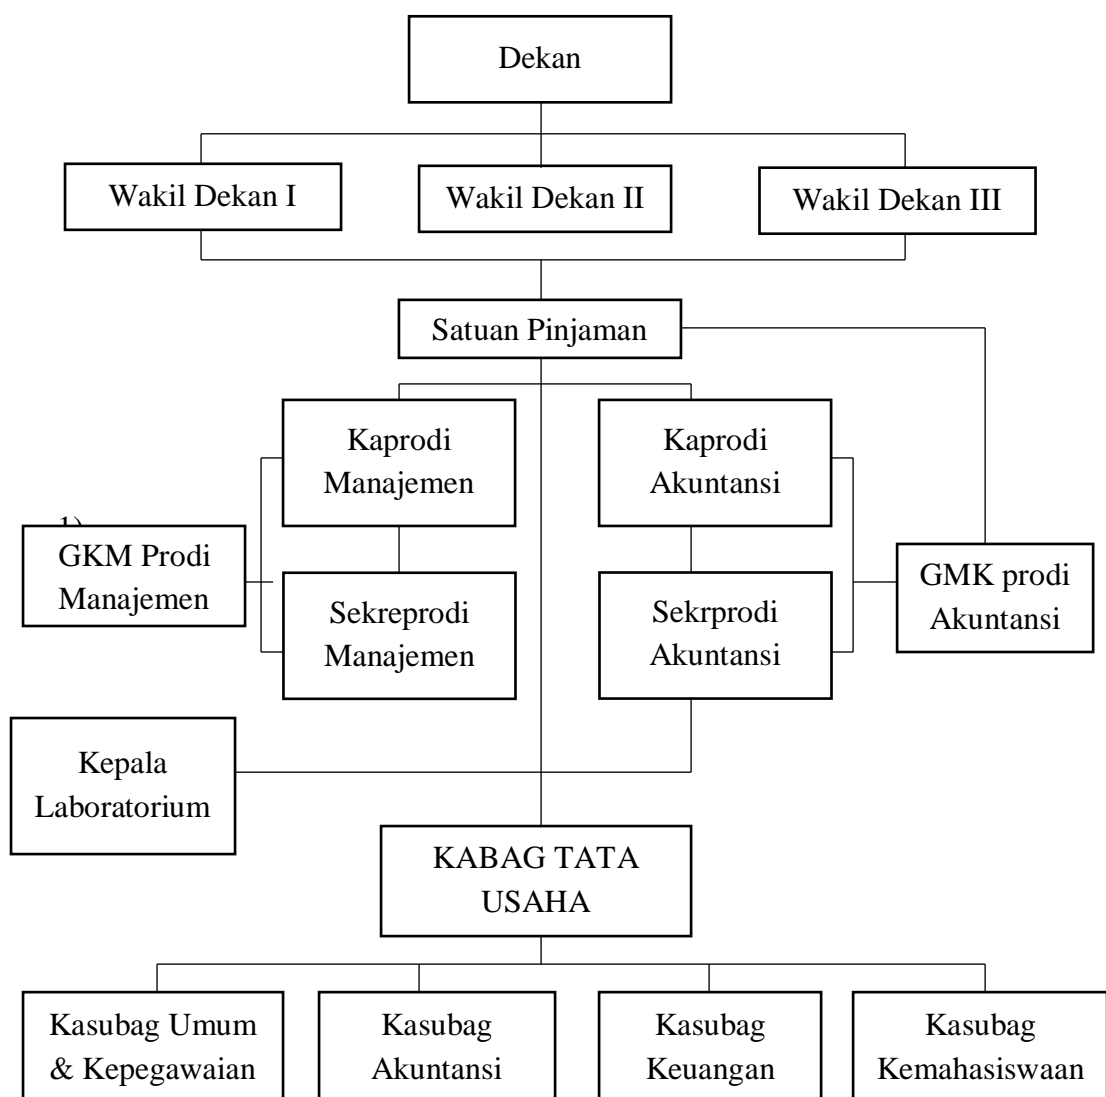 Dekan
Wakil Dekan I
Wakil Dekan II
Wakil Dekan III
Satuan Pinjaman
Kaprodi
Manajemen
Kaprodi
Akuntansi
1)
GKM Prodi
Manajemen
Sekreprodi
Manajemen
Sekrprodi
Akuntansi
GMK prodi
Akuntansi
Kepala
Laboratorium
KABAG TATA
USAHA
Kasubag Umum
& Kepegawaian
Kasubag
Akuntansi
Kasubag
Keuangan
Kasubag
Kemahasiswaan